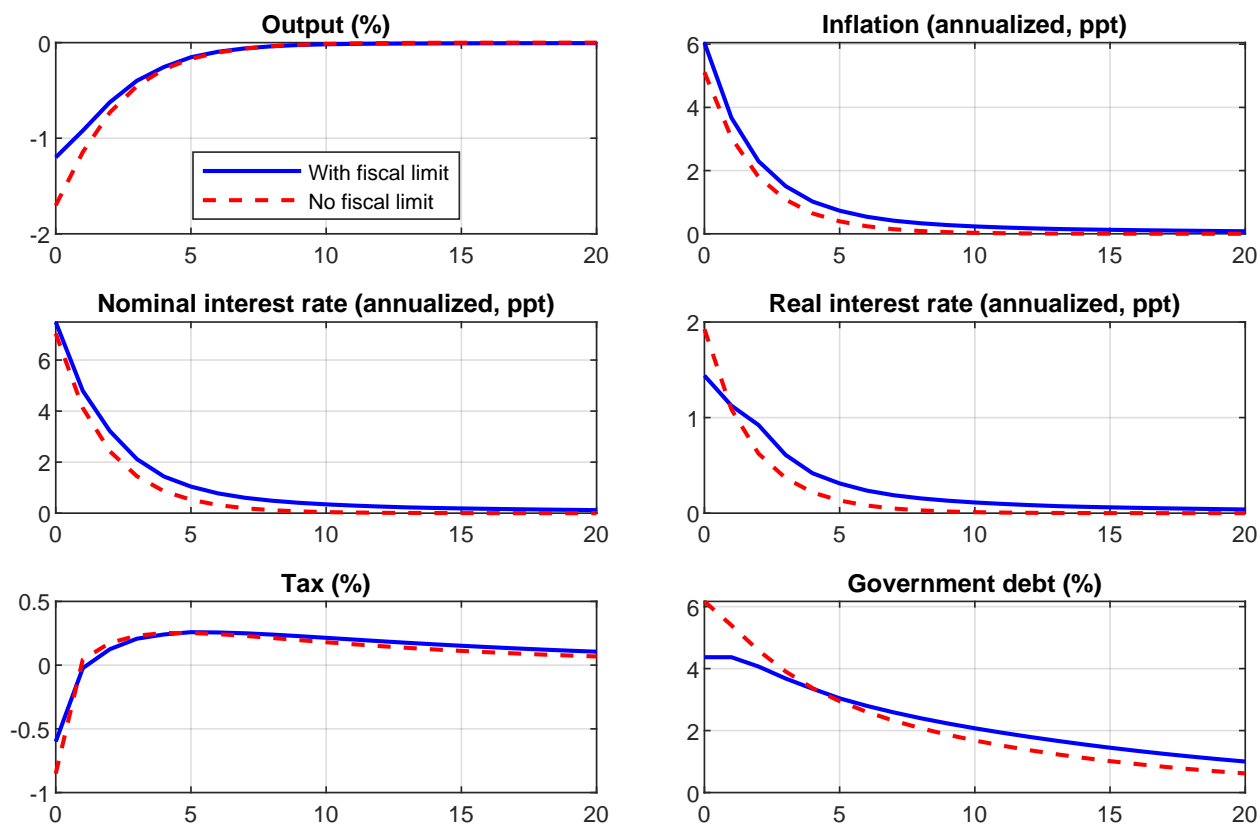 Output (%)
0
-1
-2
0 5 10 15 20
With fiscal limit
No fiscal limit
Inflation (annualized, ppt)
6
4
2
0
0 5 10 15 20
Nominal interest rate (annualized, ppt)
6
4
2
0
0 5 10 15 20
Real interest rate (annualized, ppt)
2
1
0
0 5 10 15 20
Tax (%)
0.5
0
-0.5
-1
0 5 10 15 20
Government debt (%)
6
4
2
0
0 5 10 15 20